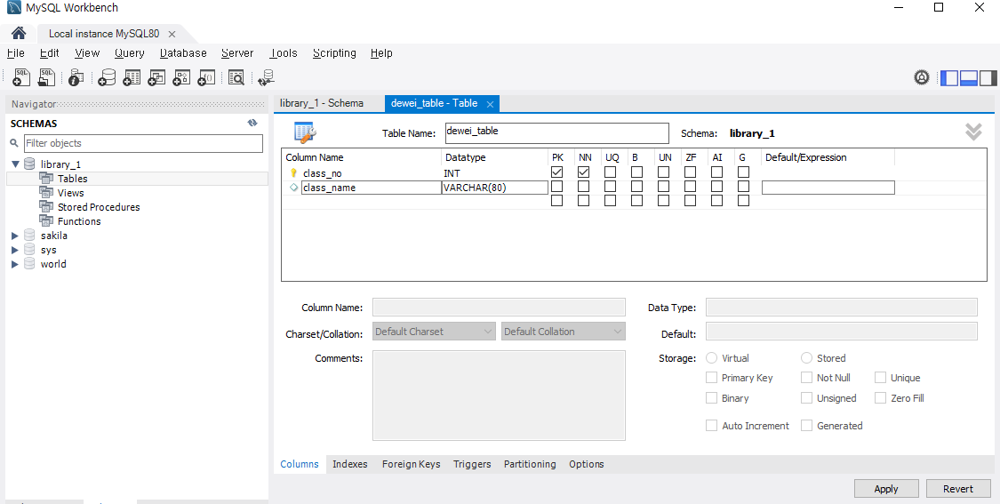 MySQL Workbench
Local instance MySQL80
File Edit View Query Database Server Tools Scripting Help
Navigator
library_1 - Schema
dewei_table - Table
SCHEMAS
Filter objects
library_1
Tables
Views
Stored Procedures
Functions
sakila
sys
world
Table Name: dewei_table Schema: library_1
Column Name Datatype PK NN UQ B UN ZF AI G Default/Expression
class_no INT
class_name VARCHAR(80)
Column Name: Data Type:
Charset/Collation: Default Charset Default Collation Default:
Comments: Storage: Virtual Stored
Primary Key Not Null Unique
Binary Unsigned Zero Fill
Auto Increment Generated
Columns Indexes Foreign Keys Triggers Partitioning Options
Apply Revert